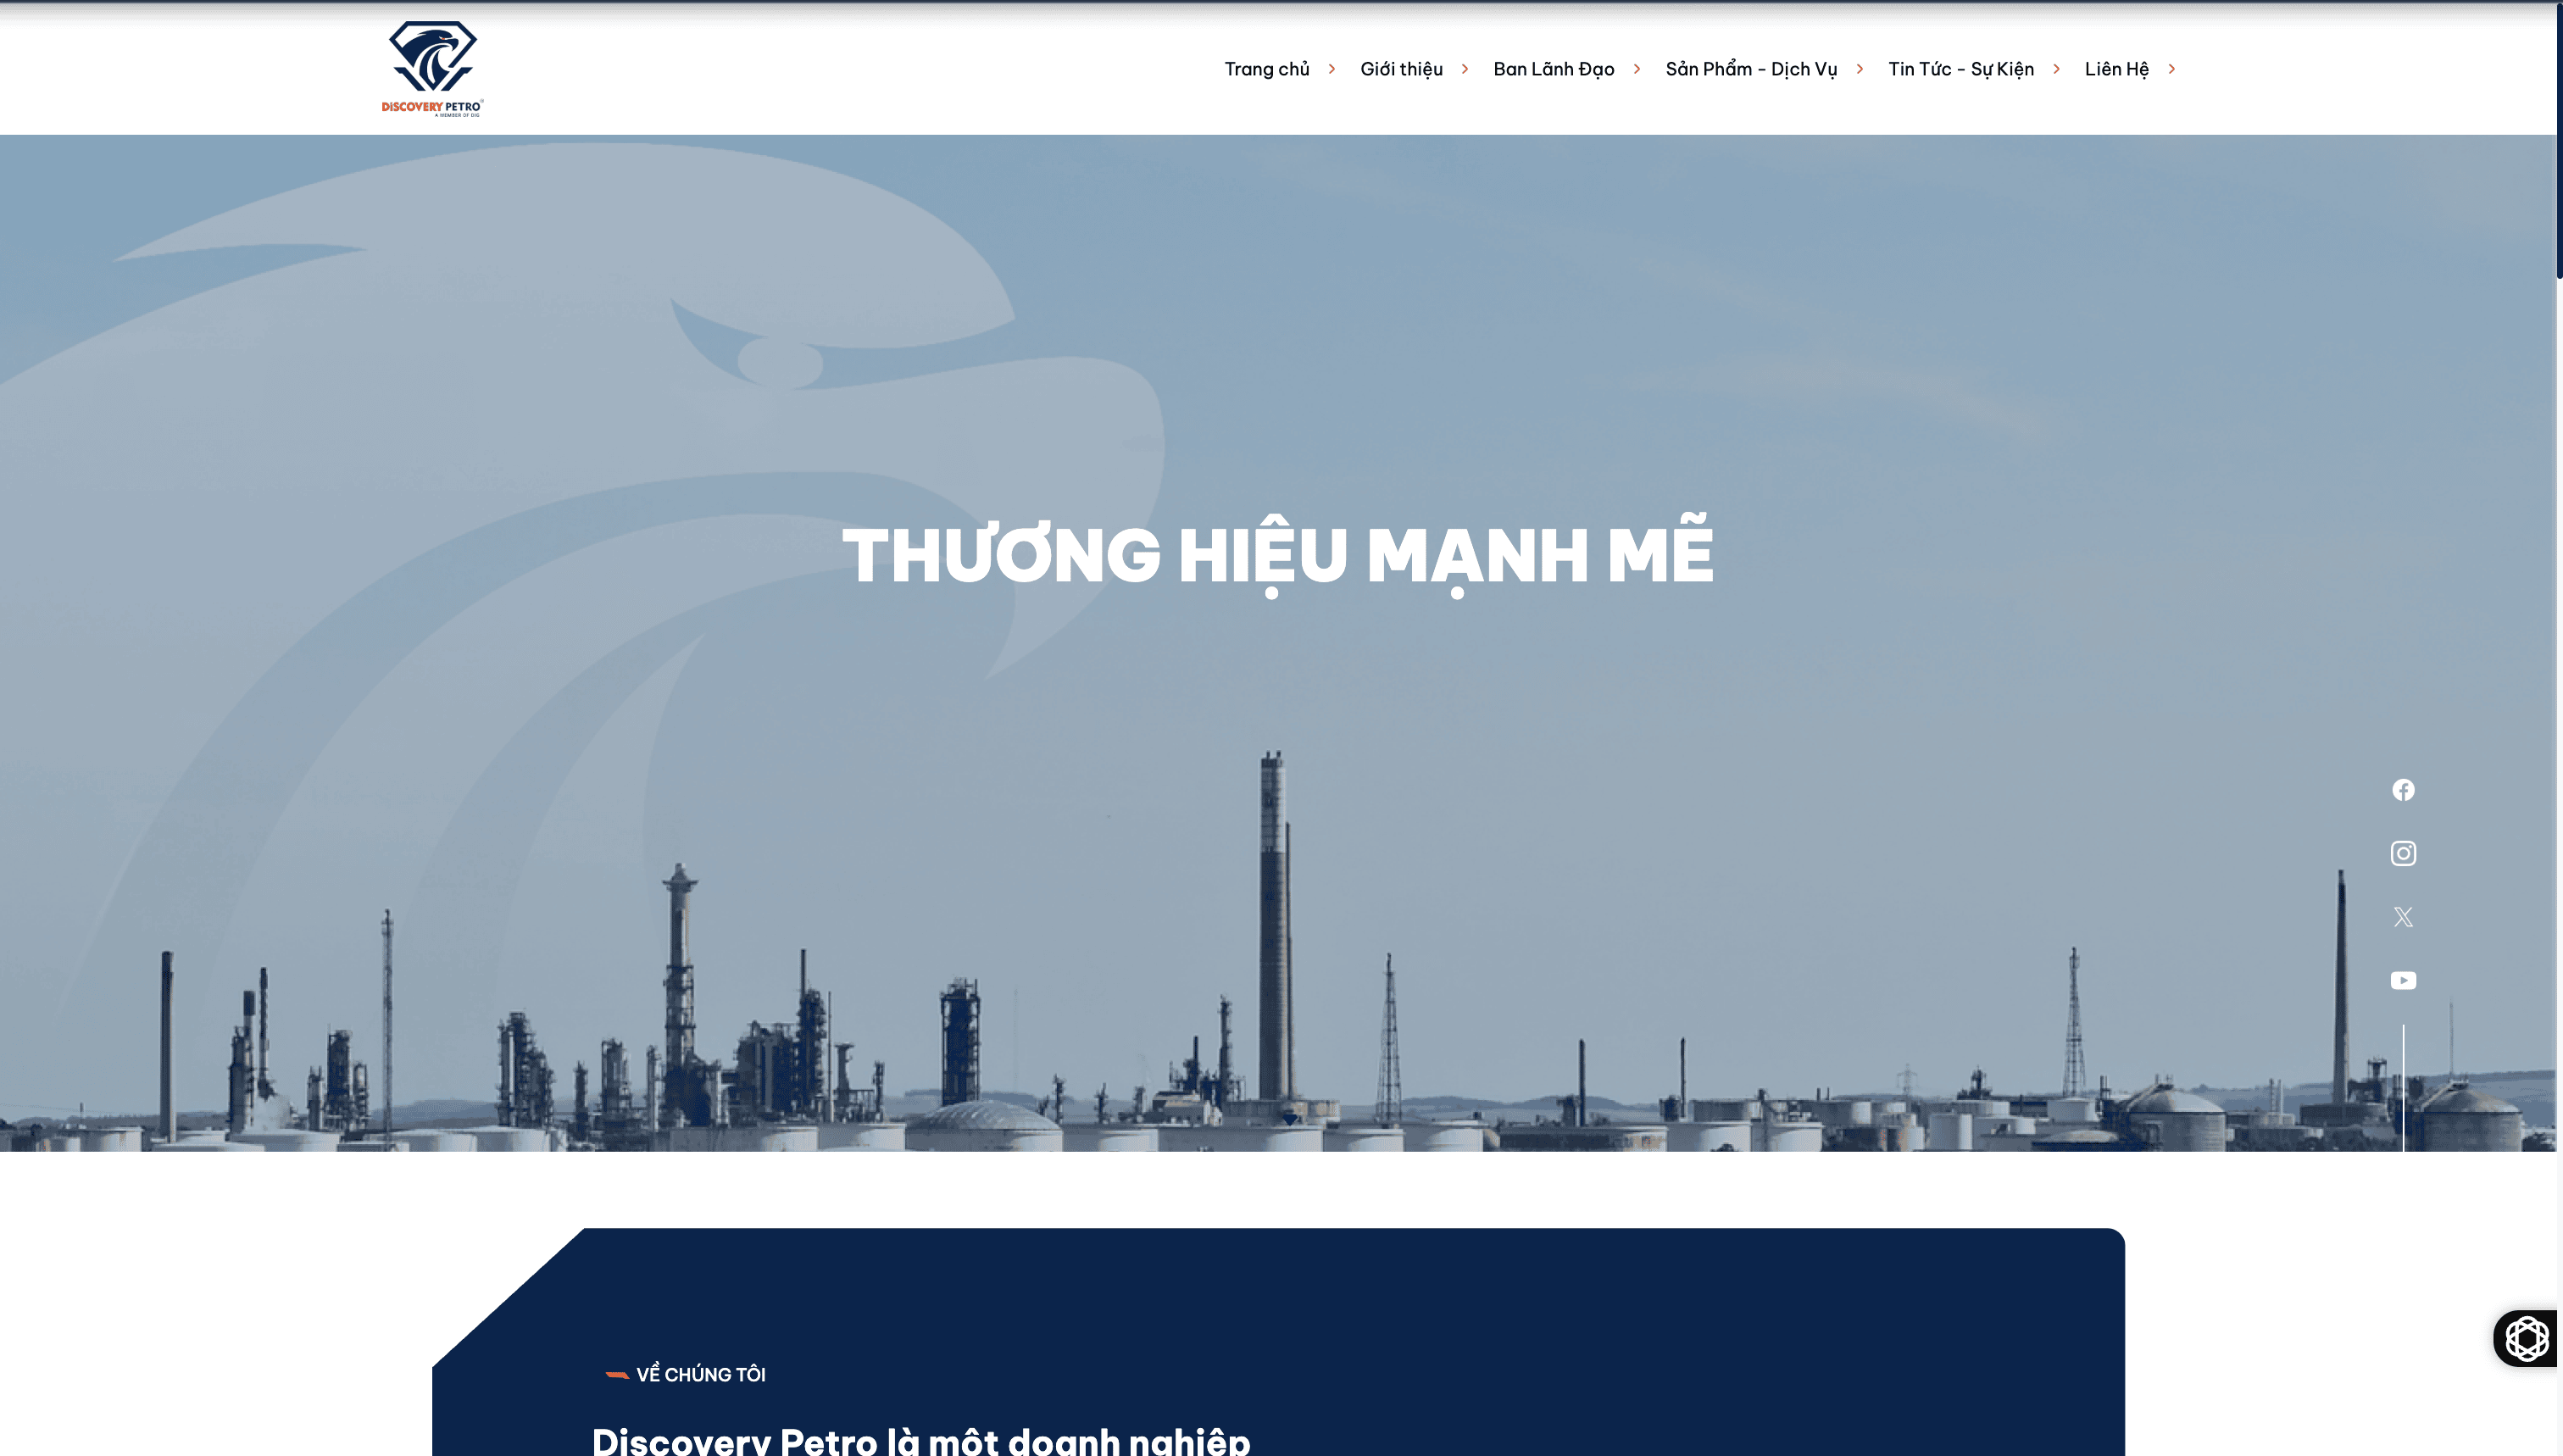 DISCOVERY PETRO®
A MEMBER OF DIG
Trang chủ
Giới thiệu
Ban Lãnh Đạo
Sản Phẩm - Dịch Vụ
Tin Tức - Sự Kiện
Liên Hệ
THƯƠNG HIỆU MẠNH MẼ
VỀ CHÚNG TÔI
Discovery Petro là một doanh nghiệp